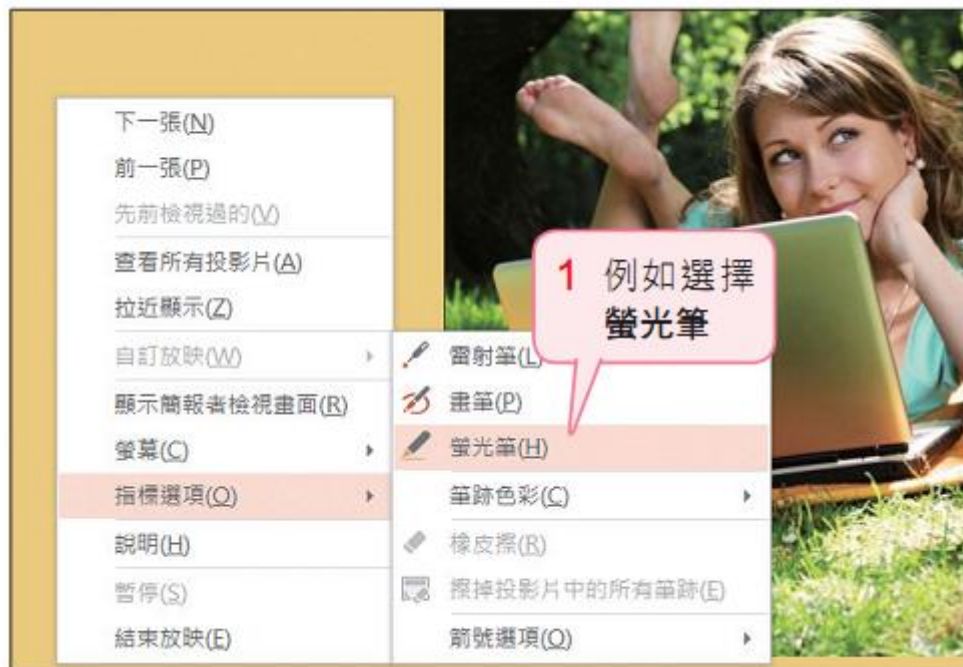 下一張(N)
前一張(P)
先前檢視過的(V)
查看所有投影片(A)
拉近顯示(Z)
自訂放映(W)
顯示簡報者檢視畫面(R)
螢幕(C)
指標選項(O)
說明(H)
暫停(S)
結束放映(E)
1 例如選擇
螢光筆
雷射筆(L)
畫筆(P)
螢光筆(H)
筆跡色彩(C)
橡皮擦(R)
擦掉投影片中的所有筆跡(E)
箭號選項(O)